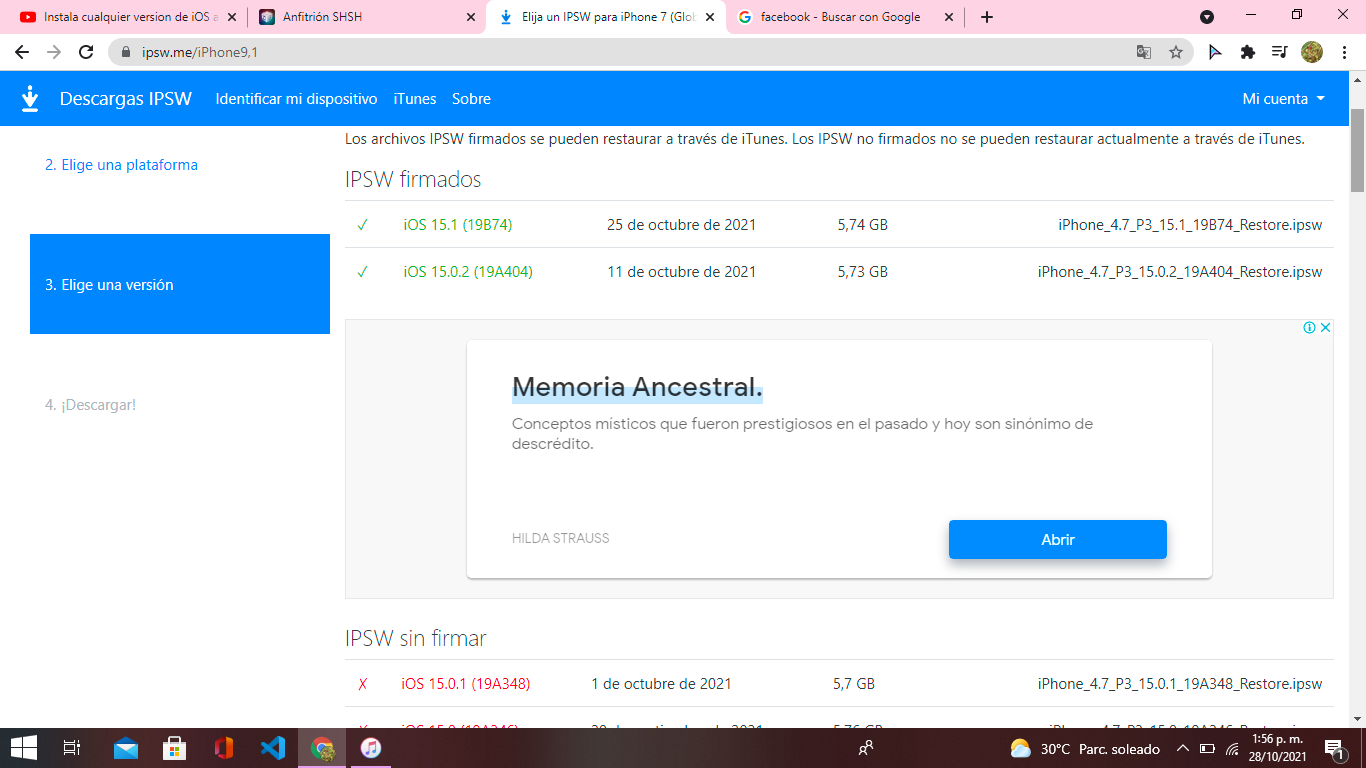 Instala cualquier version de iOS a
Anfitrión SHSH
Elija un IPSW para iPhone 7 (Glob
facebook - Buscar con Google
ipsw.me/iPhone9,1
Descargas IPSW
Identificar mi dispositivo
iTunes
Sobre
Mi cuenta
2. Elige una plataforma
3. Elige una versión
4. ¡Descargar!
Los archivos IPSW firmados se pueden restaurar a través de iTunes. Los IPSW no firmados no se pueden restaurar actualmente a través de iTunes.
IPSW firmados
✓ iOS 15.1 (19B74) 25 de octubre de 2021 5,74 GB iPhone_4.7_P3_15.1_19B74_Restore.ipsw
✓ iOS 15.0.2 (19A404) 11 de octubre de 2021 5,73 GB iPhone_4.7_P3_15.0.2_19A404_Restore.ipsw
Memoria Ancestral.
Conceptos místicos que fueron prestigiosos en el pasado y hoy son sinónimo de
descrédito.
HILDA STRAUSS
Abrir
IPSW sin firmar
✗ iOS 15.0.1 (19A348) 1 de octubre de 2021 5,7 GB iPhone_4.7_P3_15.0.1_19A348_Restore.ipsw
30°C Parc. soleado
1:56 p. m.
28/10/2021
1